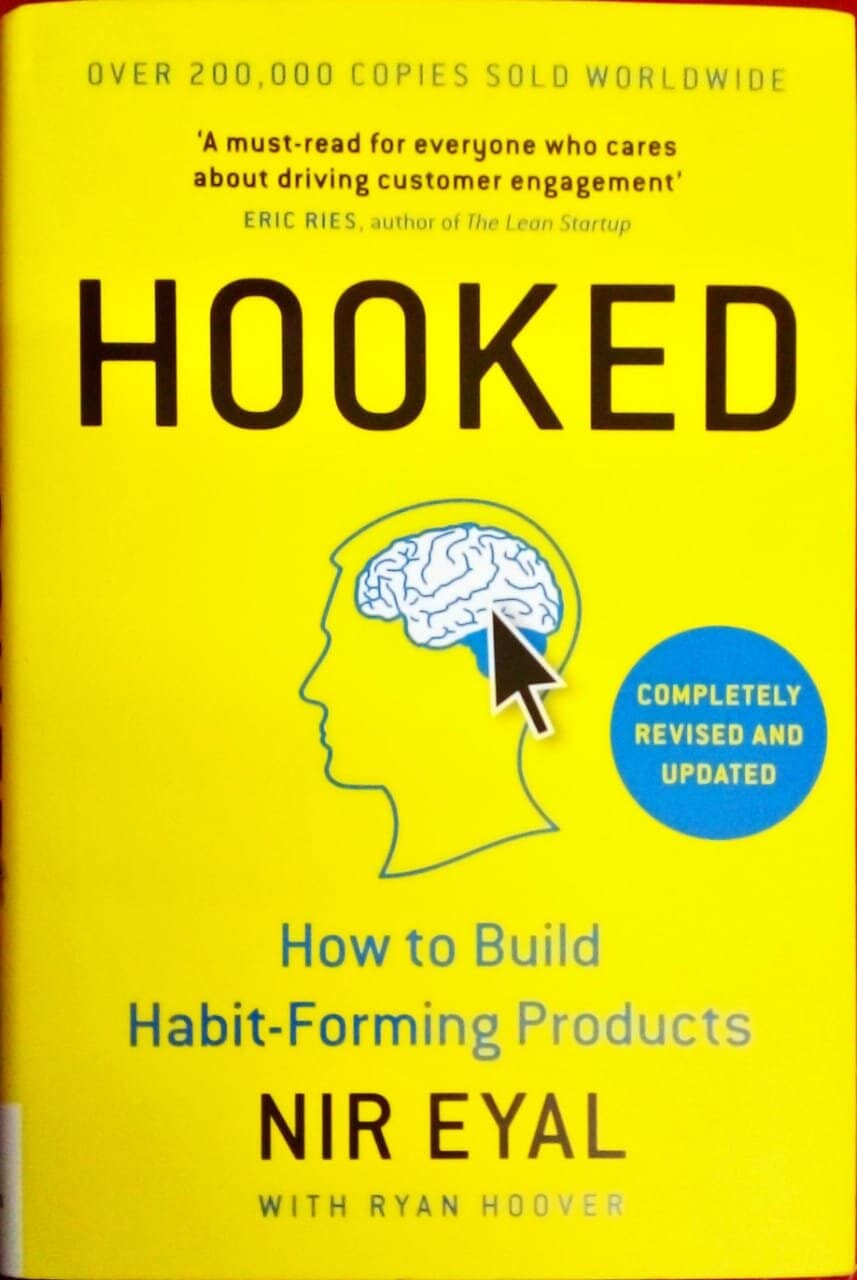 OVER 200,000 COPIES SOLD WORLDWIDE
‘A must-read for everyone who cares
about driving customer engagement’
ERIC RIES, author of The Lean Startup
HOOKED
COMPLETELY
REVISED AND
UPDATED
How to Build
Habit-Forming Products
NIR EYAL
WITH RYAN HOOVER